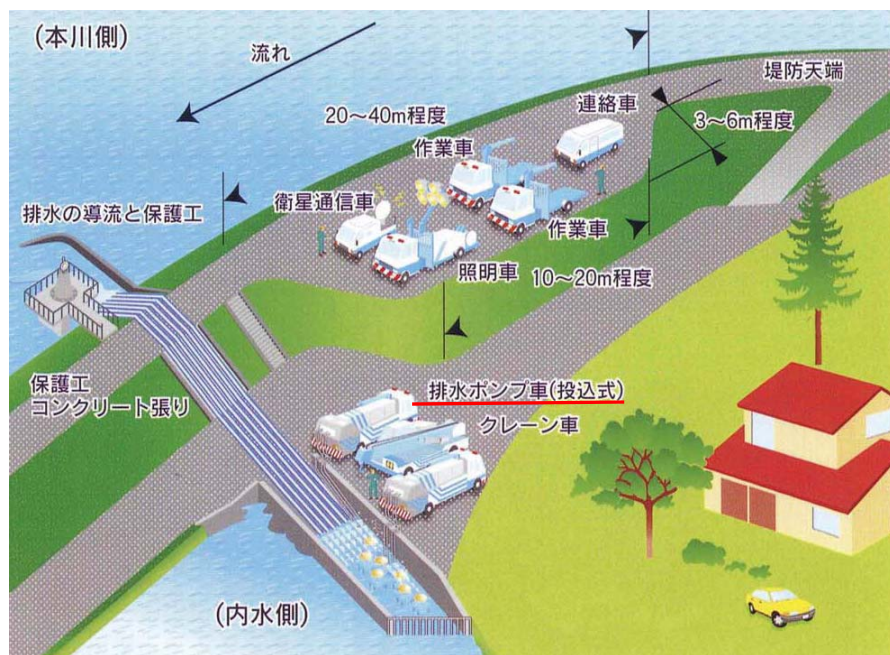 (本川側)
流れ
堤防天端
20〜40m程度
連絡車
3〜6m程度
作業車
排水の導流と保護工
衛星通信車
作業車
照明車
10〜20m程度
保護工
コンクリート張り
排水ポンプ車(投込式)
クレーン車
(内水側)